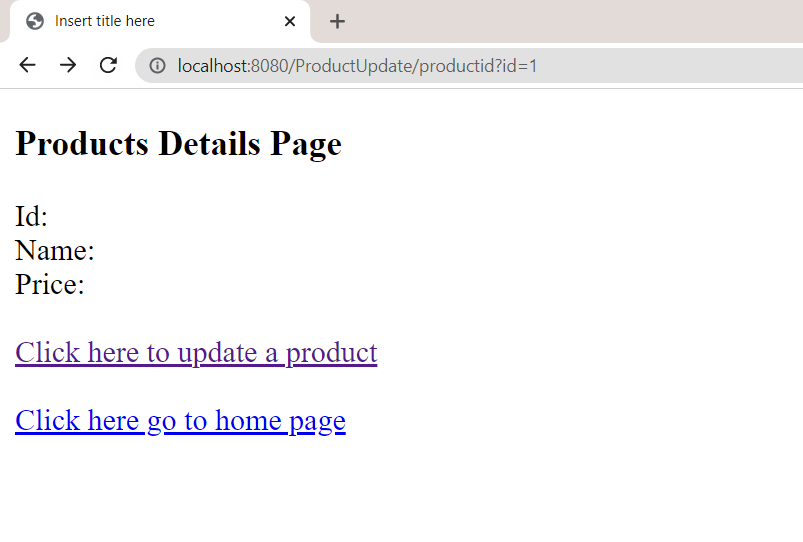 Insert title here
localhost:8080/ProductUpdate/productid?id=1
Products Details Page
Id:
Name:
Price:
Click here to update a product
Click here go to home page